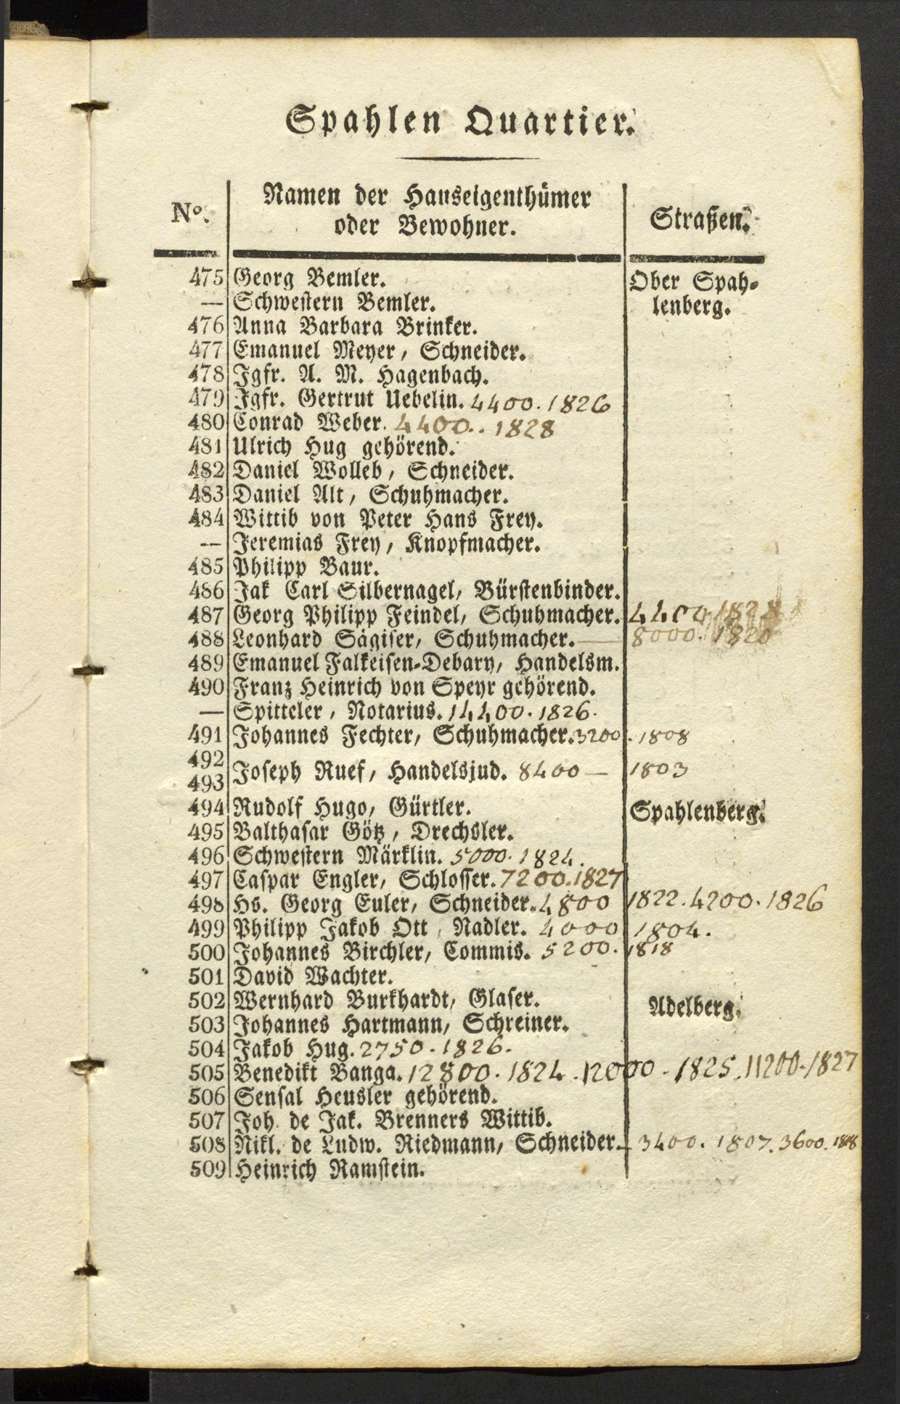 Spahlen Quartier.
No. Namen der Hauseigenthümer oder Bewohner. Straßen.
475 Georg Bemler. Ober Spah-
— Schwestern Bemler. lenberg.
476 Anna Barbara Brinker.
477 Emanuel Meyer, Schneider.
478 Jgfr. A. M. Hagenbach.
479 Jgfr. Gertrut Uebelin. 4400. 1826
480 Conrad Weber. 4400.. 1828
481 Ulrich Hug gehörend.
482 Daniel Wolleb, Schneider.
483 Daniel Alt, Schuhmacher.
484 Wittib von Peter Hans Frey.
— Jeremias Frey, Knopfmacher.
485 Philipp Baur.
486 Jak Carl Silbernagel, Bürstenbinder.
487 Georg Philipp Feindel, Schuhmacher. 4400
488 Leonhard Sägiser, Schuhmacher. — 8000. 1820
489 Emanuel Falkeisen-Debary, Handelsm.
490 Franz Heinrich von Speyr gehörend.
— Spitteler, Notarius. 14400. 1826.
491 Johannes Fechter, Schuhmacher. 3200. 1808
492
493 Joseph Ruef, Handelsjud. 8400 — 1803
494 Rudolf Hugo, Gürtler. Spahlenberg.
495 Balthasar Götz, Drechsler.
496 Schwestern Märklin. 5000. 1824.
497 Caspar Engler, Schlosser. 7200. 1827
498 Hs. Georg Euler, Schneider. 4800 1822. 4200. 1826
499 Philipp Jakob Ott, Nadler. 4000 1804.
500 Johannes Birchler, Commis. 5200. 1818
501 David Wachter.
502 Wernhard Burkhardt, Glaser. Adelberg.
503 Johannes Hartmann, Schreiner.
504 Jakob Hug. 2750. 1826.
505 Benedikt Banga. 12800. 1824. 12000. 1825. 11200. 1827
506 Sensal Heusler gehörend.
507 Joh. de Jak. Brenners Wittib.
508 Nikl. de Ludw. Riedmann, Schneider. 3400. 1807. 3600.
509 Heinrich Ramstein.